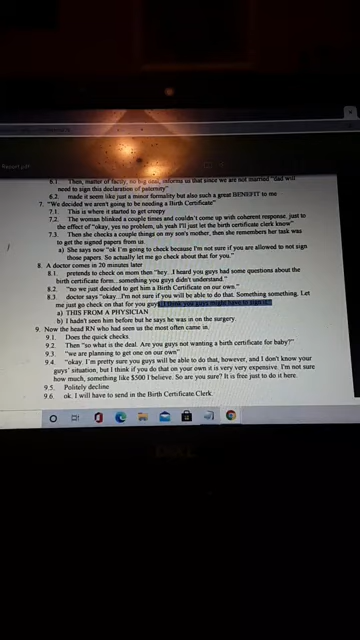 Report.pdf
6.1. Then, matter of factly, no big deal, informs us that since we are not married "dad will
need to sign this declaration of paternity"
6.2. made it seem like just a minor formality but also such a great BENEFIT to me
7. "We decided we aren't going to be needing a Birth Certificate"
7.1. This is where it started to get creepy
7.2. The woman blinked a couple times and couldn't come up with coherent response, just to
the effect of "okay, yes no problem, uh yeah I'll just let the birth certificate clerk know"
7.3. Then she checks a couple things on my son's mother, then she remembers her task was
to get the signed papers from us
a) She says now "ok I'm going to check because I'm not sure if you are allowed to not sign
those papers. So actually let me go check about that for you."
8. A doctor comes in 20 minutes later
8.1. pretends to check on mom then "hey. .I heard you guys had some questions about the
birth certificate form...something you guys didn't understand."
8.2. "no we just decided to get him a Birth Certificate on our own."
8.3. doctor says "okay...I'm not sure if you will be able to do that. Something something. Let
me just go check on that for you guys. I think you guys might have to sign it"
a) THIS FROM A PHYSICIAN
b) I hadn't seen him before but he says he was in on the surgery.
9. Now the head RN who had seen us the most often came in.
9.1. Does the quick checks
9.2. Then "so what is the deal. Are you guys not wanting a birth certificate for baby?"
9.3. "we are planning to get one on our own"
9.4. "okay. I'm pretty sure you guys will be able to do that, however, and I don't know your
guys' situation, but I think if you do that on your own it is very very expensive. I'm not sure
how much, something like $500 I believe. So are you sure? It is free just to do it here.
9.5. Politely decline
9.6. ok. I will have to send in the Birth Certificate Clerk
DELL